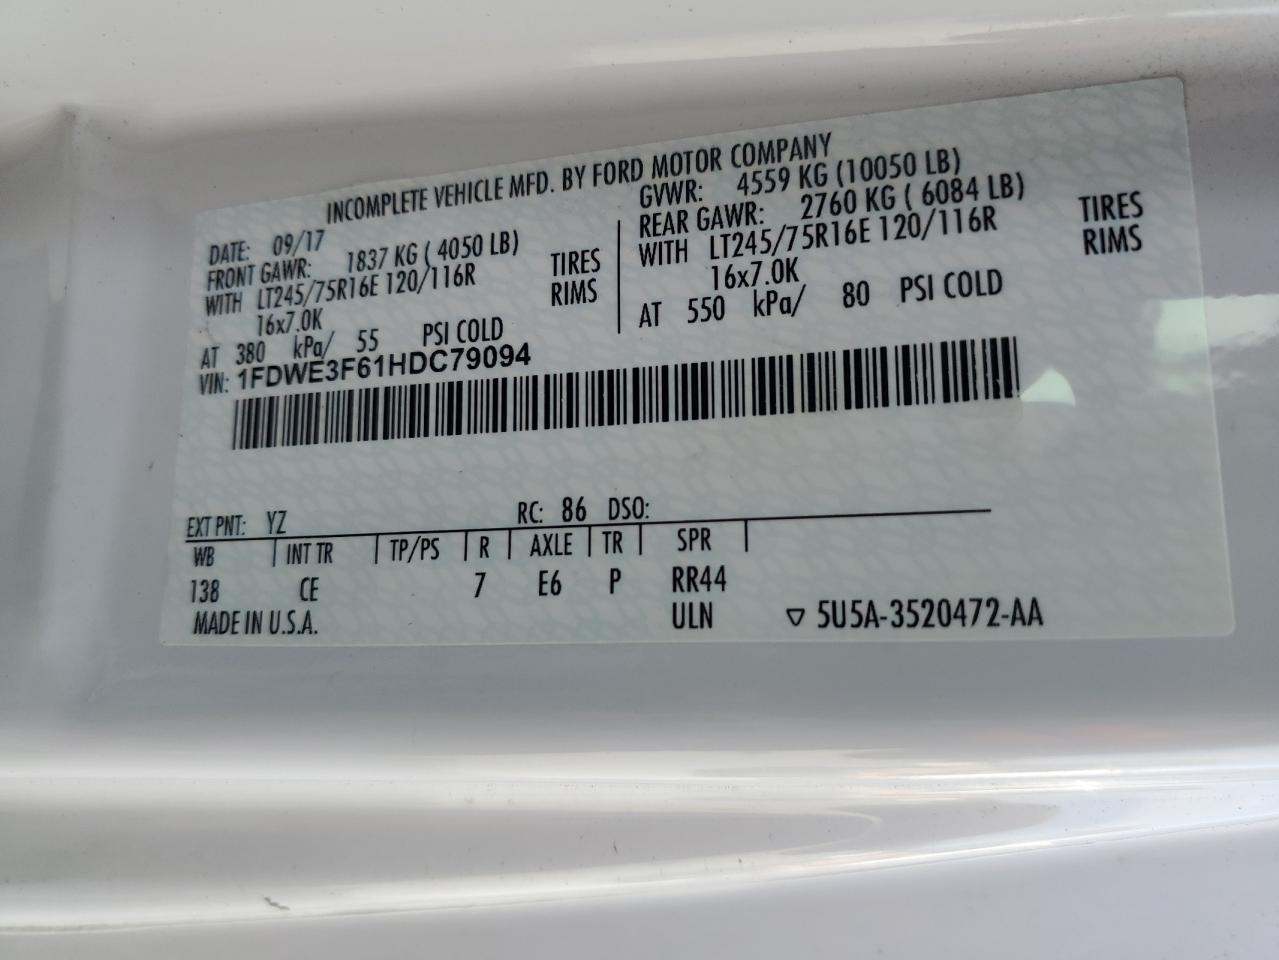 INCOMPLETE VEHICLE MFD. BY FORD MOTOR COMPANY
DATE: 09/17
FRONT GAWR: 1837 KG ( 4050 LB)
WITH LT245/75R16E 120/116R TIRES
16x7.0K RIMS
AT 380 kPa/ 55 PSI COLD
GVWR: 4559 KG (10050 LB)
REAR GAWR: 2760 KG ( 6084 LB)
WITH LT245/75R16E 120/116R TIRES
16x7.0K RIMS
AT 550 kPa/ 80 PSI COLD
VIN: 1FDWE3F61HDC79094
EXT PNT: YZ RC: 86 DSO:
WB INT TR TP/PS R AXLE TR SPR
138 CE 7 E6 P RR44
MADE IN U.S.A. ULN ▽ 5U5A-3520472-AA